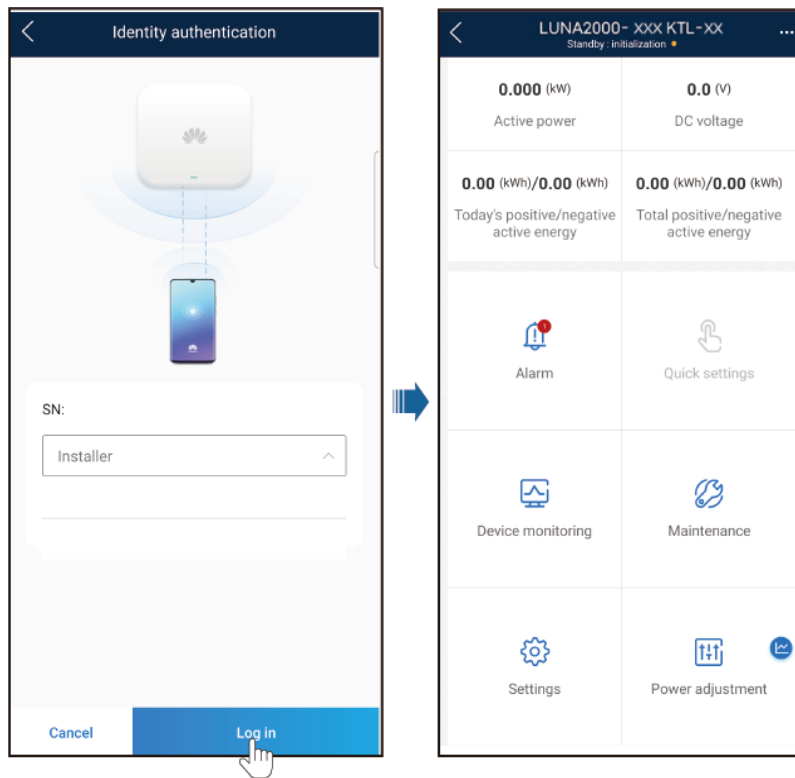 Identity authentication
SN:
Installer
Cancel
Log in
LUNA2000- XXX KTL-XX
Standby : initialization
0.000 (kW)
Active power
0.0 (V)
DC voltage
0.00 (kWh)/0.00 (kWh)
Today's positive/negative
active energy
0.00 (kWh)/0.00 (kWh)
Total positive/negative
active energy
1
Alarm
Quick settings
Device monitoring
Maintenance
Settings
Power adjustment